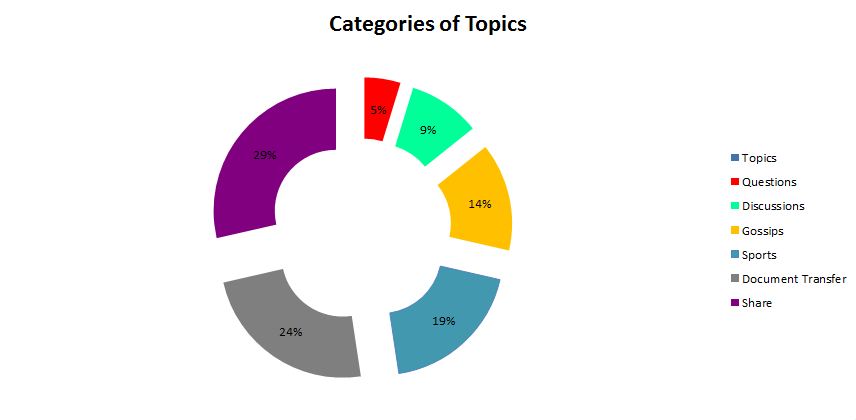 Categories of Topics
5%
9%
29%
14%
19%
24%
Topics
Questions
Discussions
Gossips
Sports
Document Transfer
Share